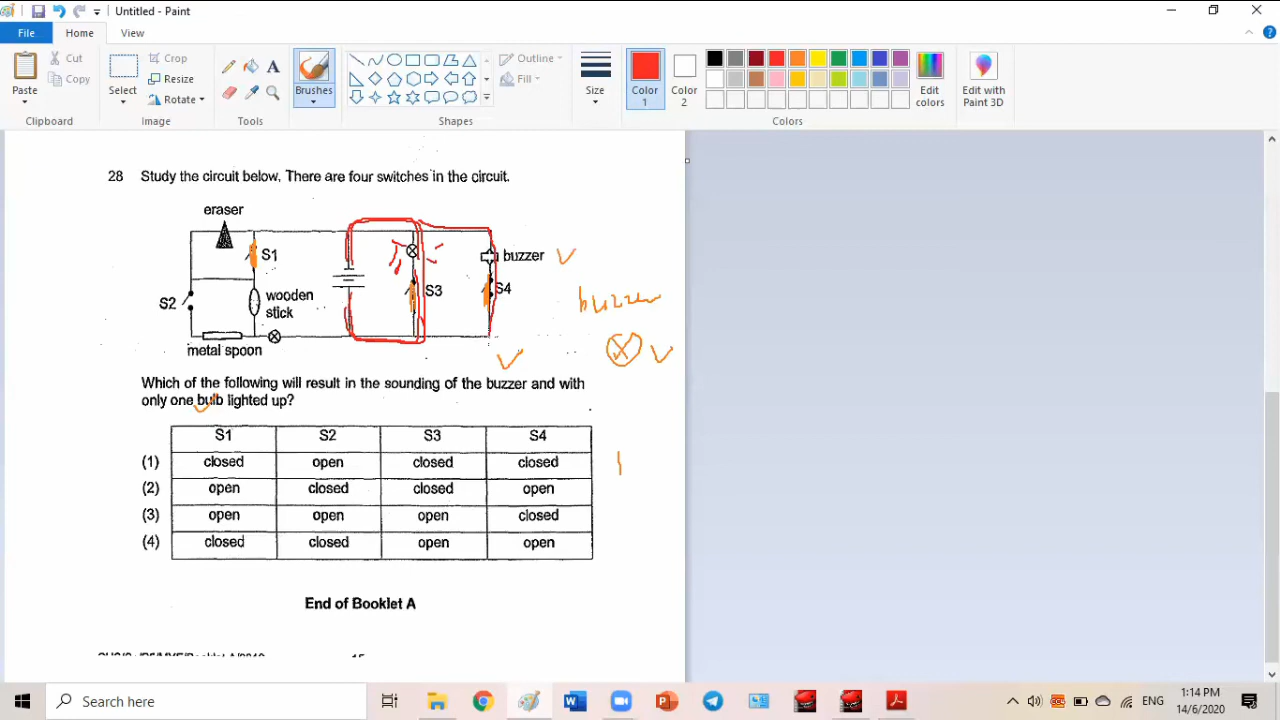 Untitled - Paint
File Home View
Paste Cut Copy
Clipboard
Select Crop Resize Rotate
Image
A
Tools
Brushes
Outline Fill
Shapes
Size
Color 1
Color 2
Edit colors
Colors
Edit with Paint 3D
28 Study the circuit below. There are four switches in the circuit.
eraser
S1
buzzer
S3
S4
S2
wooden stick
buzzer
metal spoon
Which of the following will result in the sounding of the buzzer and with
only one bulb lighted up?
S1 S2 S3 S4
(1) closed open closed closed
(2) open closed closed open
(3) open open open closed
(4) closed closed open open
End of Booklet A
15
Search here
ENG
1:14 PM
14/6/2020